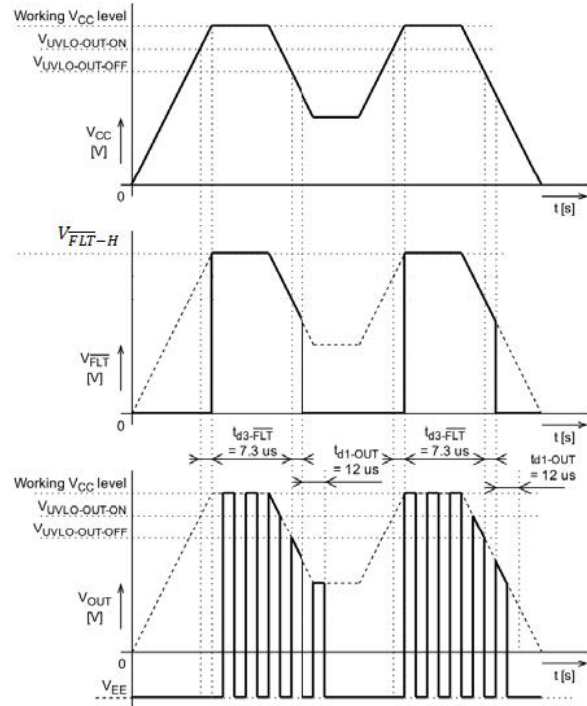 Working VCC level
VUVLO-OUT-ON
VUVLO-OUT-OFF
VCC
[V]
0
t [s]
VFLT-H
VFLT
[V]
0
t [s]
td3-FLT
= 7.3 us
td1-OUT
= 12 us
td3-FLT
= 7.3 us
td1-OUT
= 12 us
Working VCC level
VUVLO-OUT-ON
VUVLO-OUT-OFF
VOUT
[V]
0
t [s]
VEE